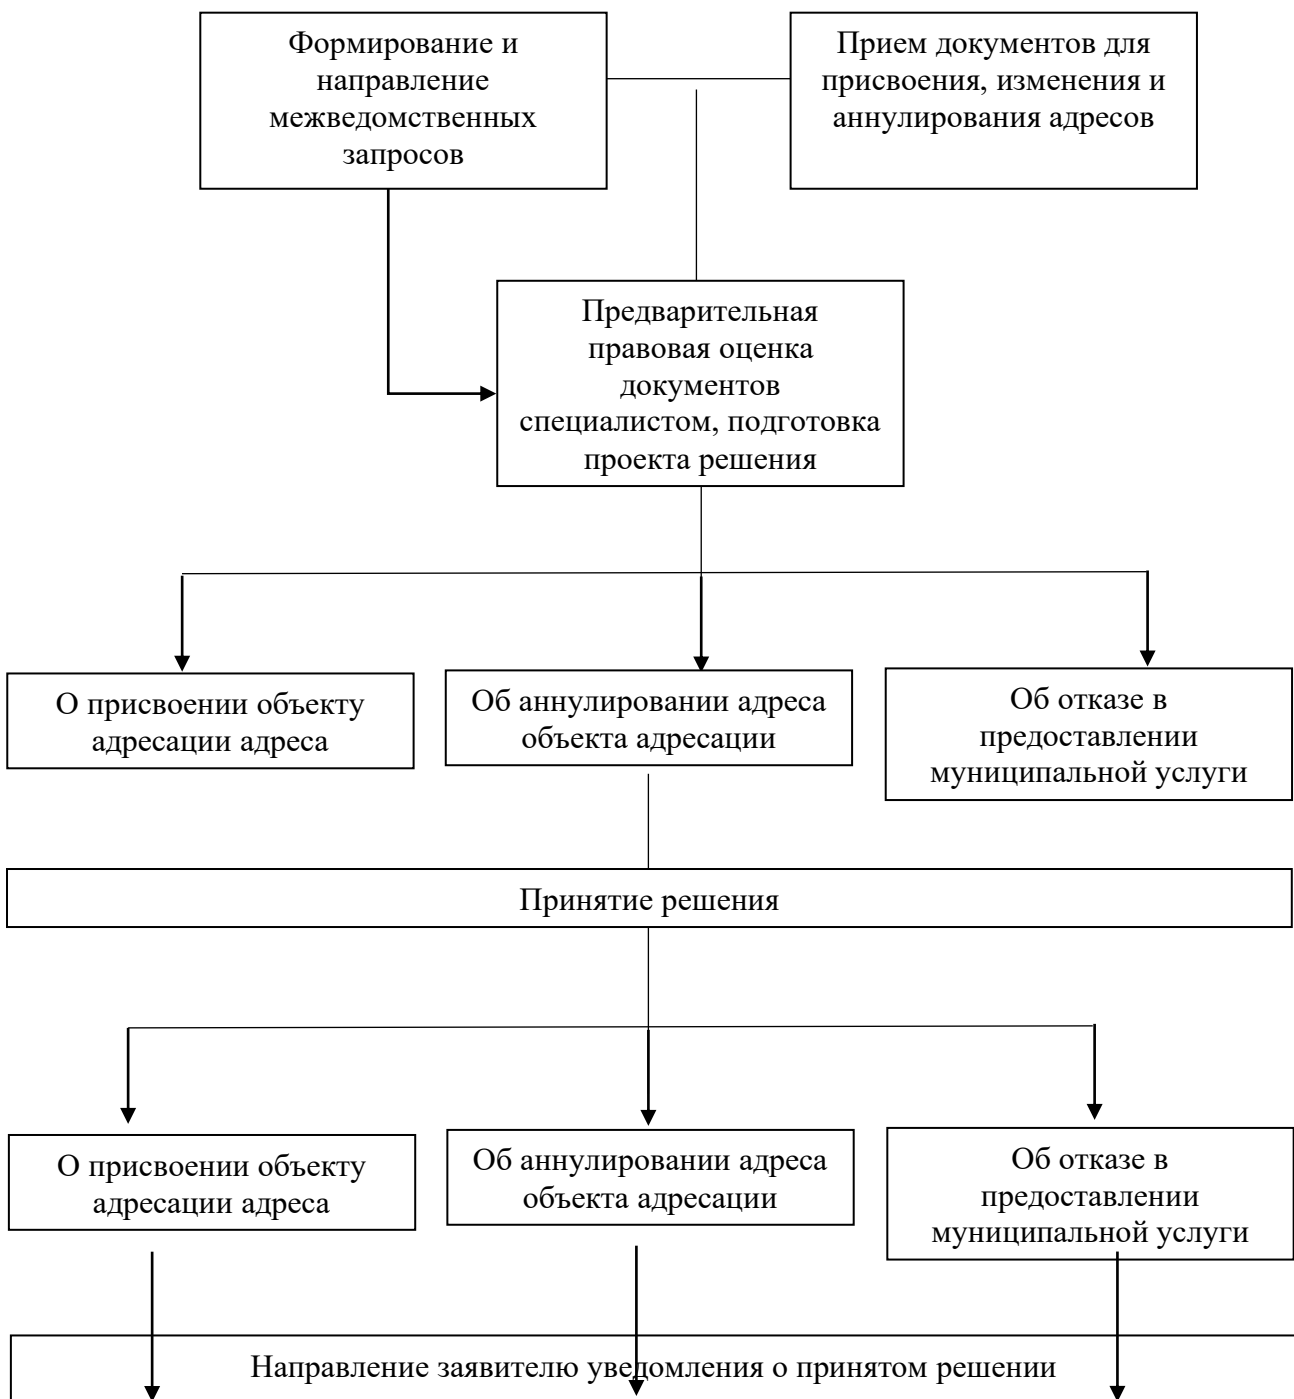 Формирование и
направление
межведомственных
запросов
Прием документов для
присвоения, изменения и
аннулирования адресов
Предварительная
правовая оценка
документов
специалистом, подготовка
проекта решения
О присвоении объекту
адресации адреса
Об аннулировании адреса
объекта адресации
Об отказе в
предоставлении
муниципальной услуги
Принятие решения
О присвоении объекту
адресации адреса
Об аннулировании адреса
объекта адресации
Об отказе в
предоставлении
муниципальной услуги
Направление заявителю уведомления о принятом решении